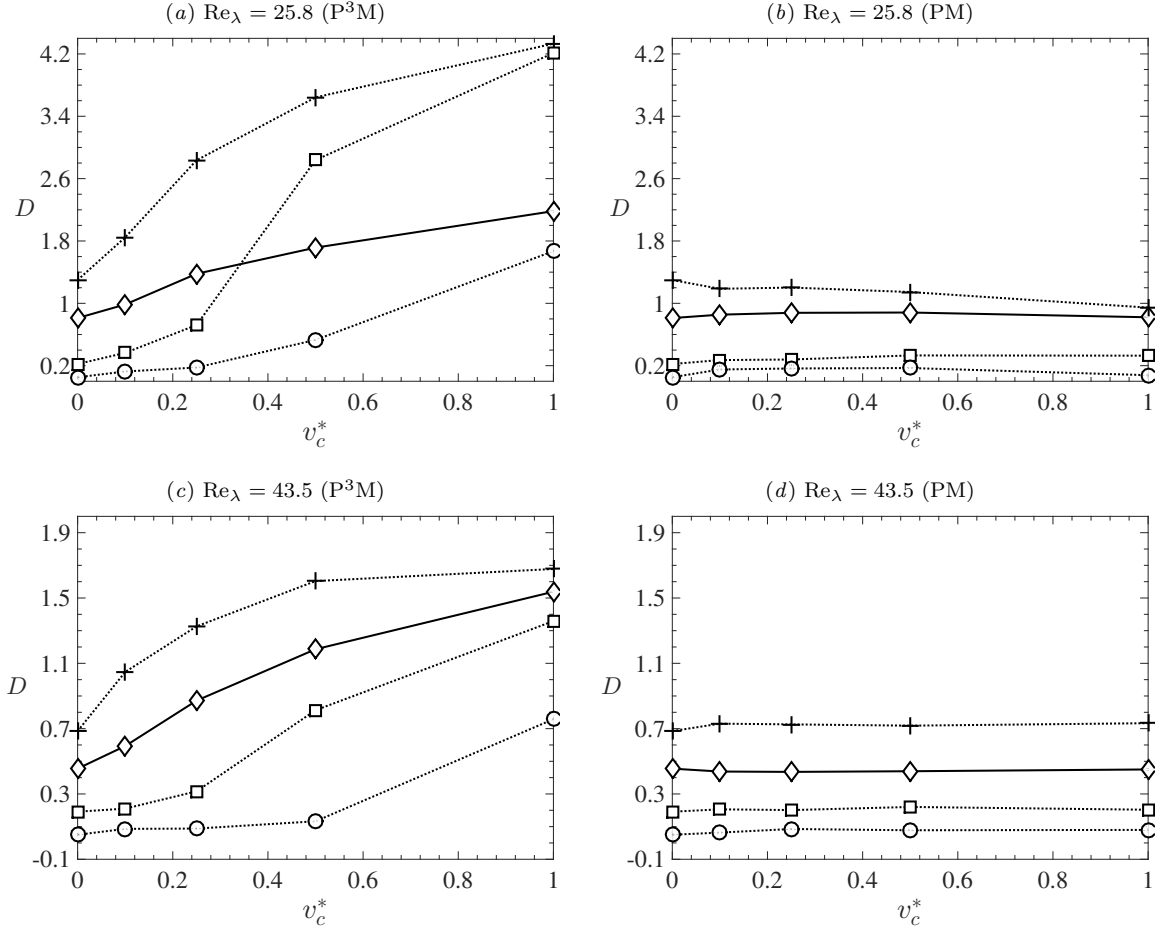 (a) Reλ = 25.8 (P³M)
4.2
3.4
2.6
D
1.8
1
0.2
0 0.2 0.4 0.6 0.8 1
v_c^*
(b) Reλ = 25.8 (PM)
4.2
3.4
2.6
D
1.8
1
0.2
0 0.2 0.4 0.6 0.8 1
v_c^*
(c) Reλ = 43.5 (P³M)
1.9
1.5
1.1
D
0.7
0.3
-0.1
0 0.2 0.4 0.6 0.8 1
v_c^*
(d) Reλ = 43.5 (PM)
1.9
1.5
1.1
D
0.7
0.3
-0.1
0 0.2 0.4 0.6 0.8 1
v_c^*